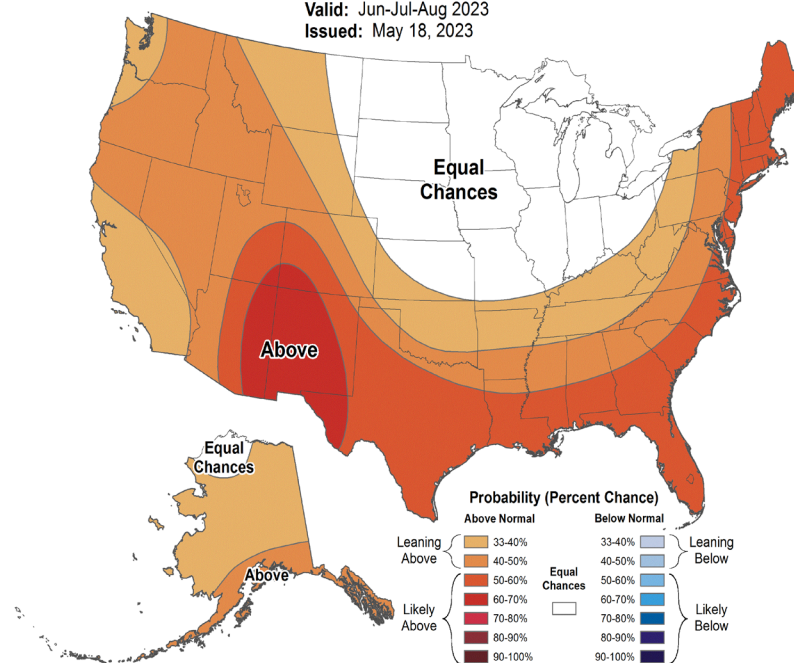 Valid: Jun-Jul-Aug 2023
Issued: May 18, 2023
Equal
Chances
Above
Equal
Chances
Above
Probability (Percent Chance)
Above Normal
Below Normal
Leaning
Above
33-40%
40-50%
Likely
Above
50-60%
60-70%
70-80%
80-90%
90-100%
Equal
Chances
33-40%
40-50%
Leaning
Below
50-60%
60-70%
70-80%
80-90%
90-100%
Likely
Below